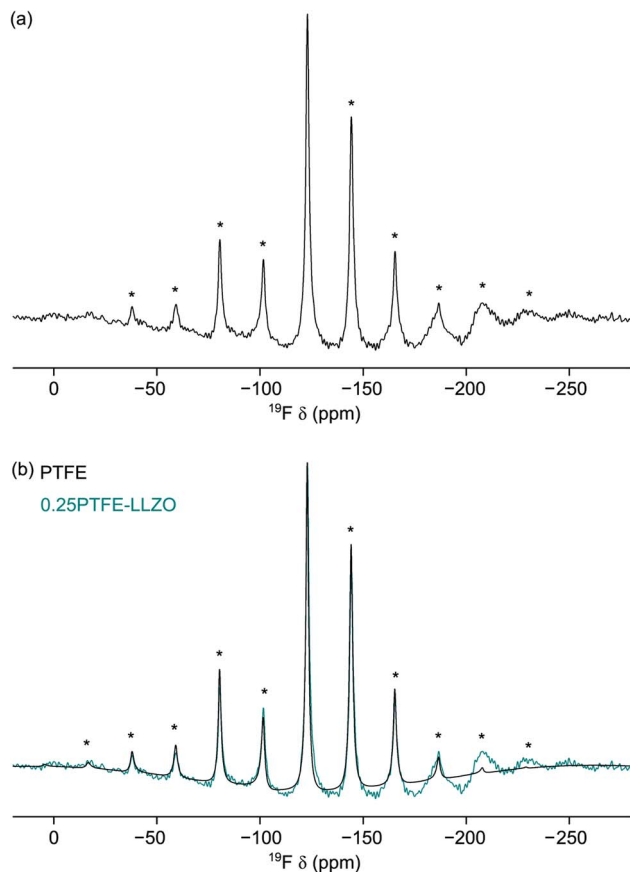 (a)
* * * * * * * * *
0 −50 −100 −150 −200 −250
¹⁹F δ (ppm)
(b) PTFE
0.25PTFE-LLZO
* * * * * * * * * *
0 −50 −100 −150 −200 −250
¹⁹F δ (ppm)